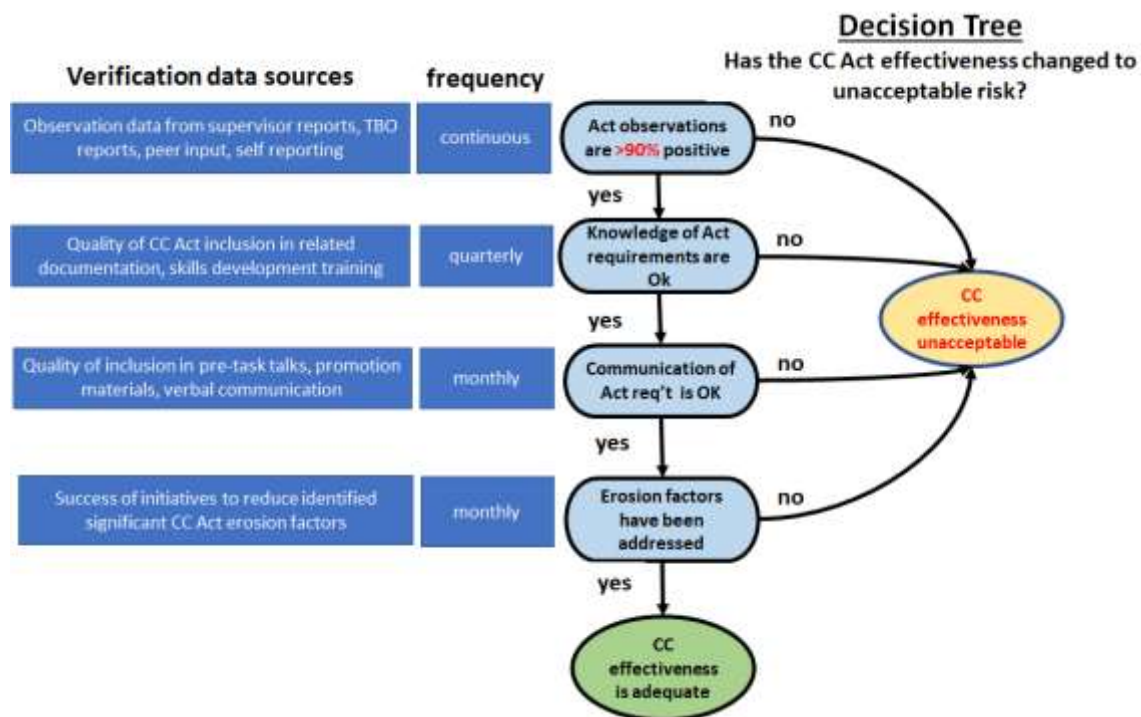 Decision Tree
Has the CC Act effectiveness changed to
unacceptable risk?
Verification data sources
frequency
Observation data from supervisor reports, TBO
reports, peer input, self reporting
continuous
Act observations
are >90% positive
no
yes
Quality of CC Act inclusion in related
documentation, skills development training
quarterly
Knowledge of Act
requirements are
Ok
no
CC
effectiveness
unacceptable
yes
Quality of inclusion in pre-task talks, promotion
materials, verbal communication
monthly
Communication of
Act req't is OK
no
yes
Success of initiatives to reduce identified
significant CC Act erosion factors
monthly
Erosion factors
have been
addressed
no
yes
CC
effectiveness
is adequate